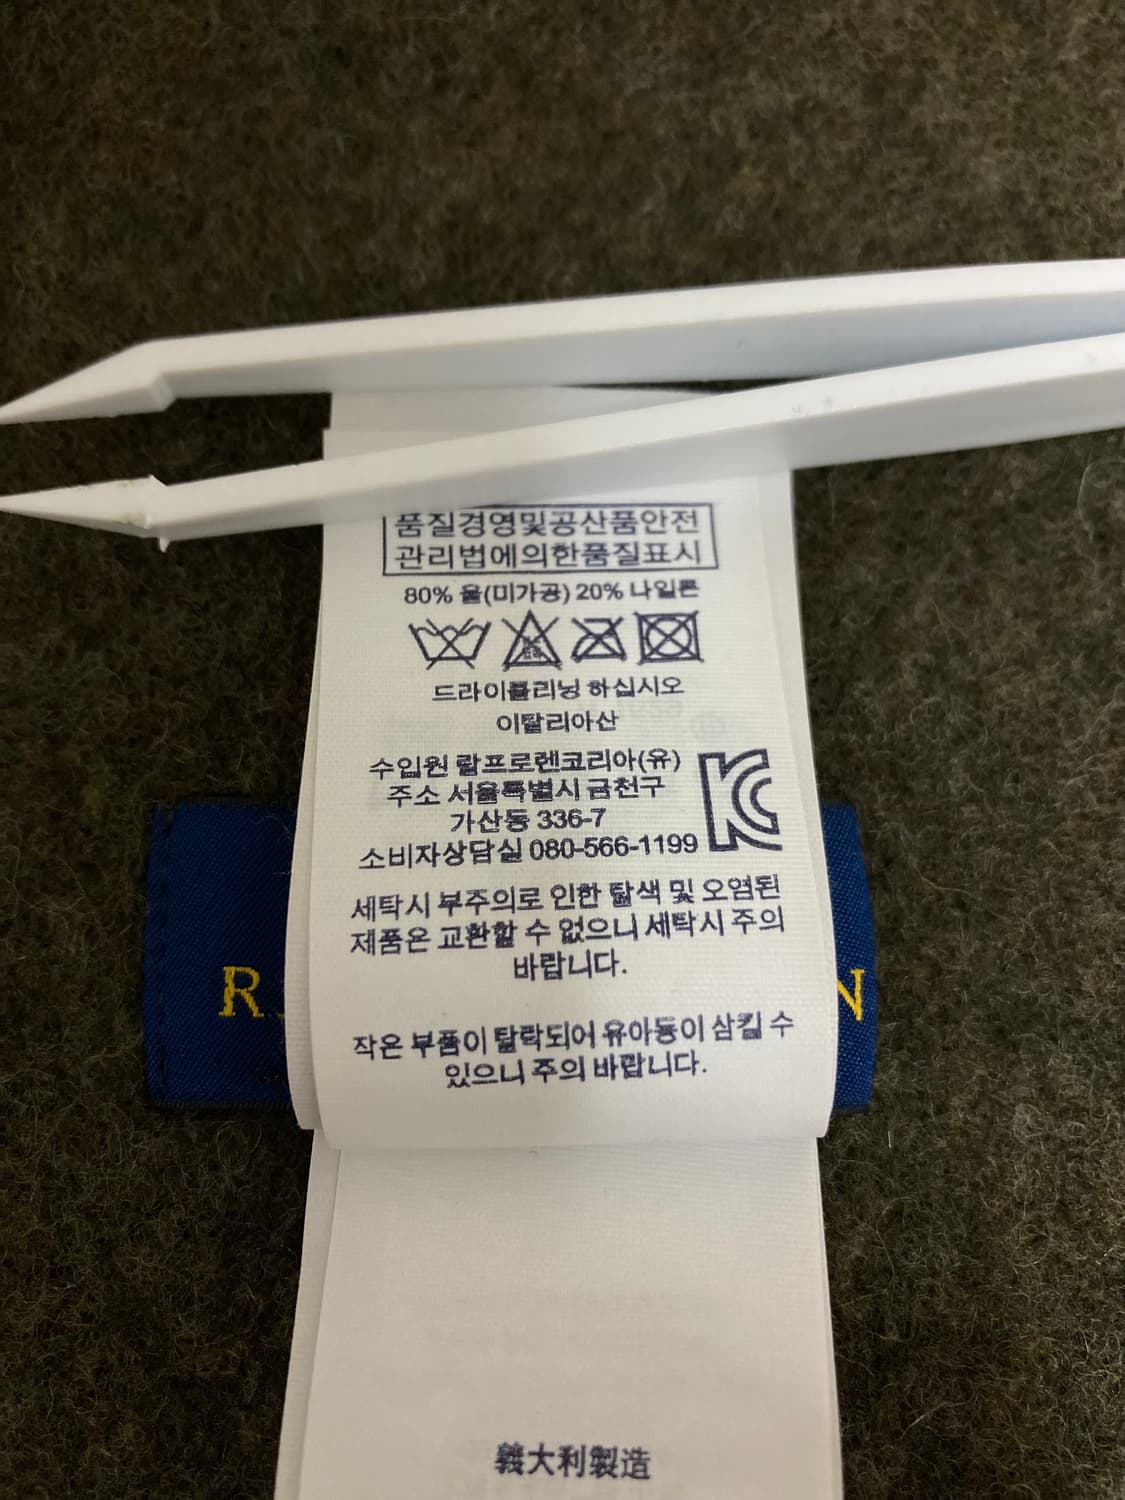 품질경영및공산품안전
관리법에의한품질표시
80% 울(미가공) 20% 나일론
드라이클리닝 하십시오
이탈리아산
수입원 랄프로렌코리아(유)
주소 서울특별시 금천구
가산동 336-7
소비자상담실 080-566-1199
세탁시 부주의로 인한 탈색 및 오염된
제품은 교환할 수 없으니 세탁시 주의
바랍니다.
R
N
작은 부품이 탈락되어 유아등이 삼킬 수
있으니 주의 바랍니다.
義大利製造